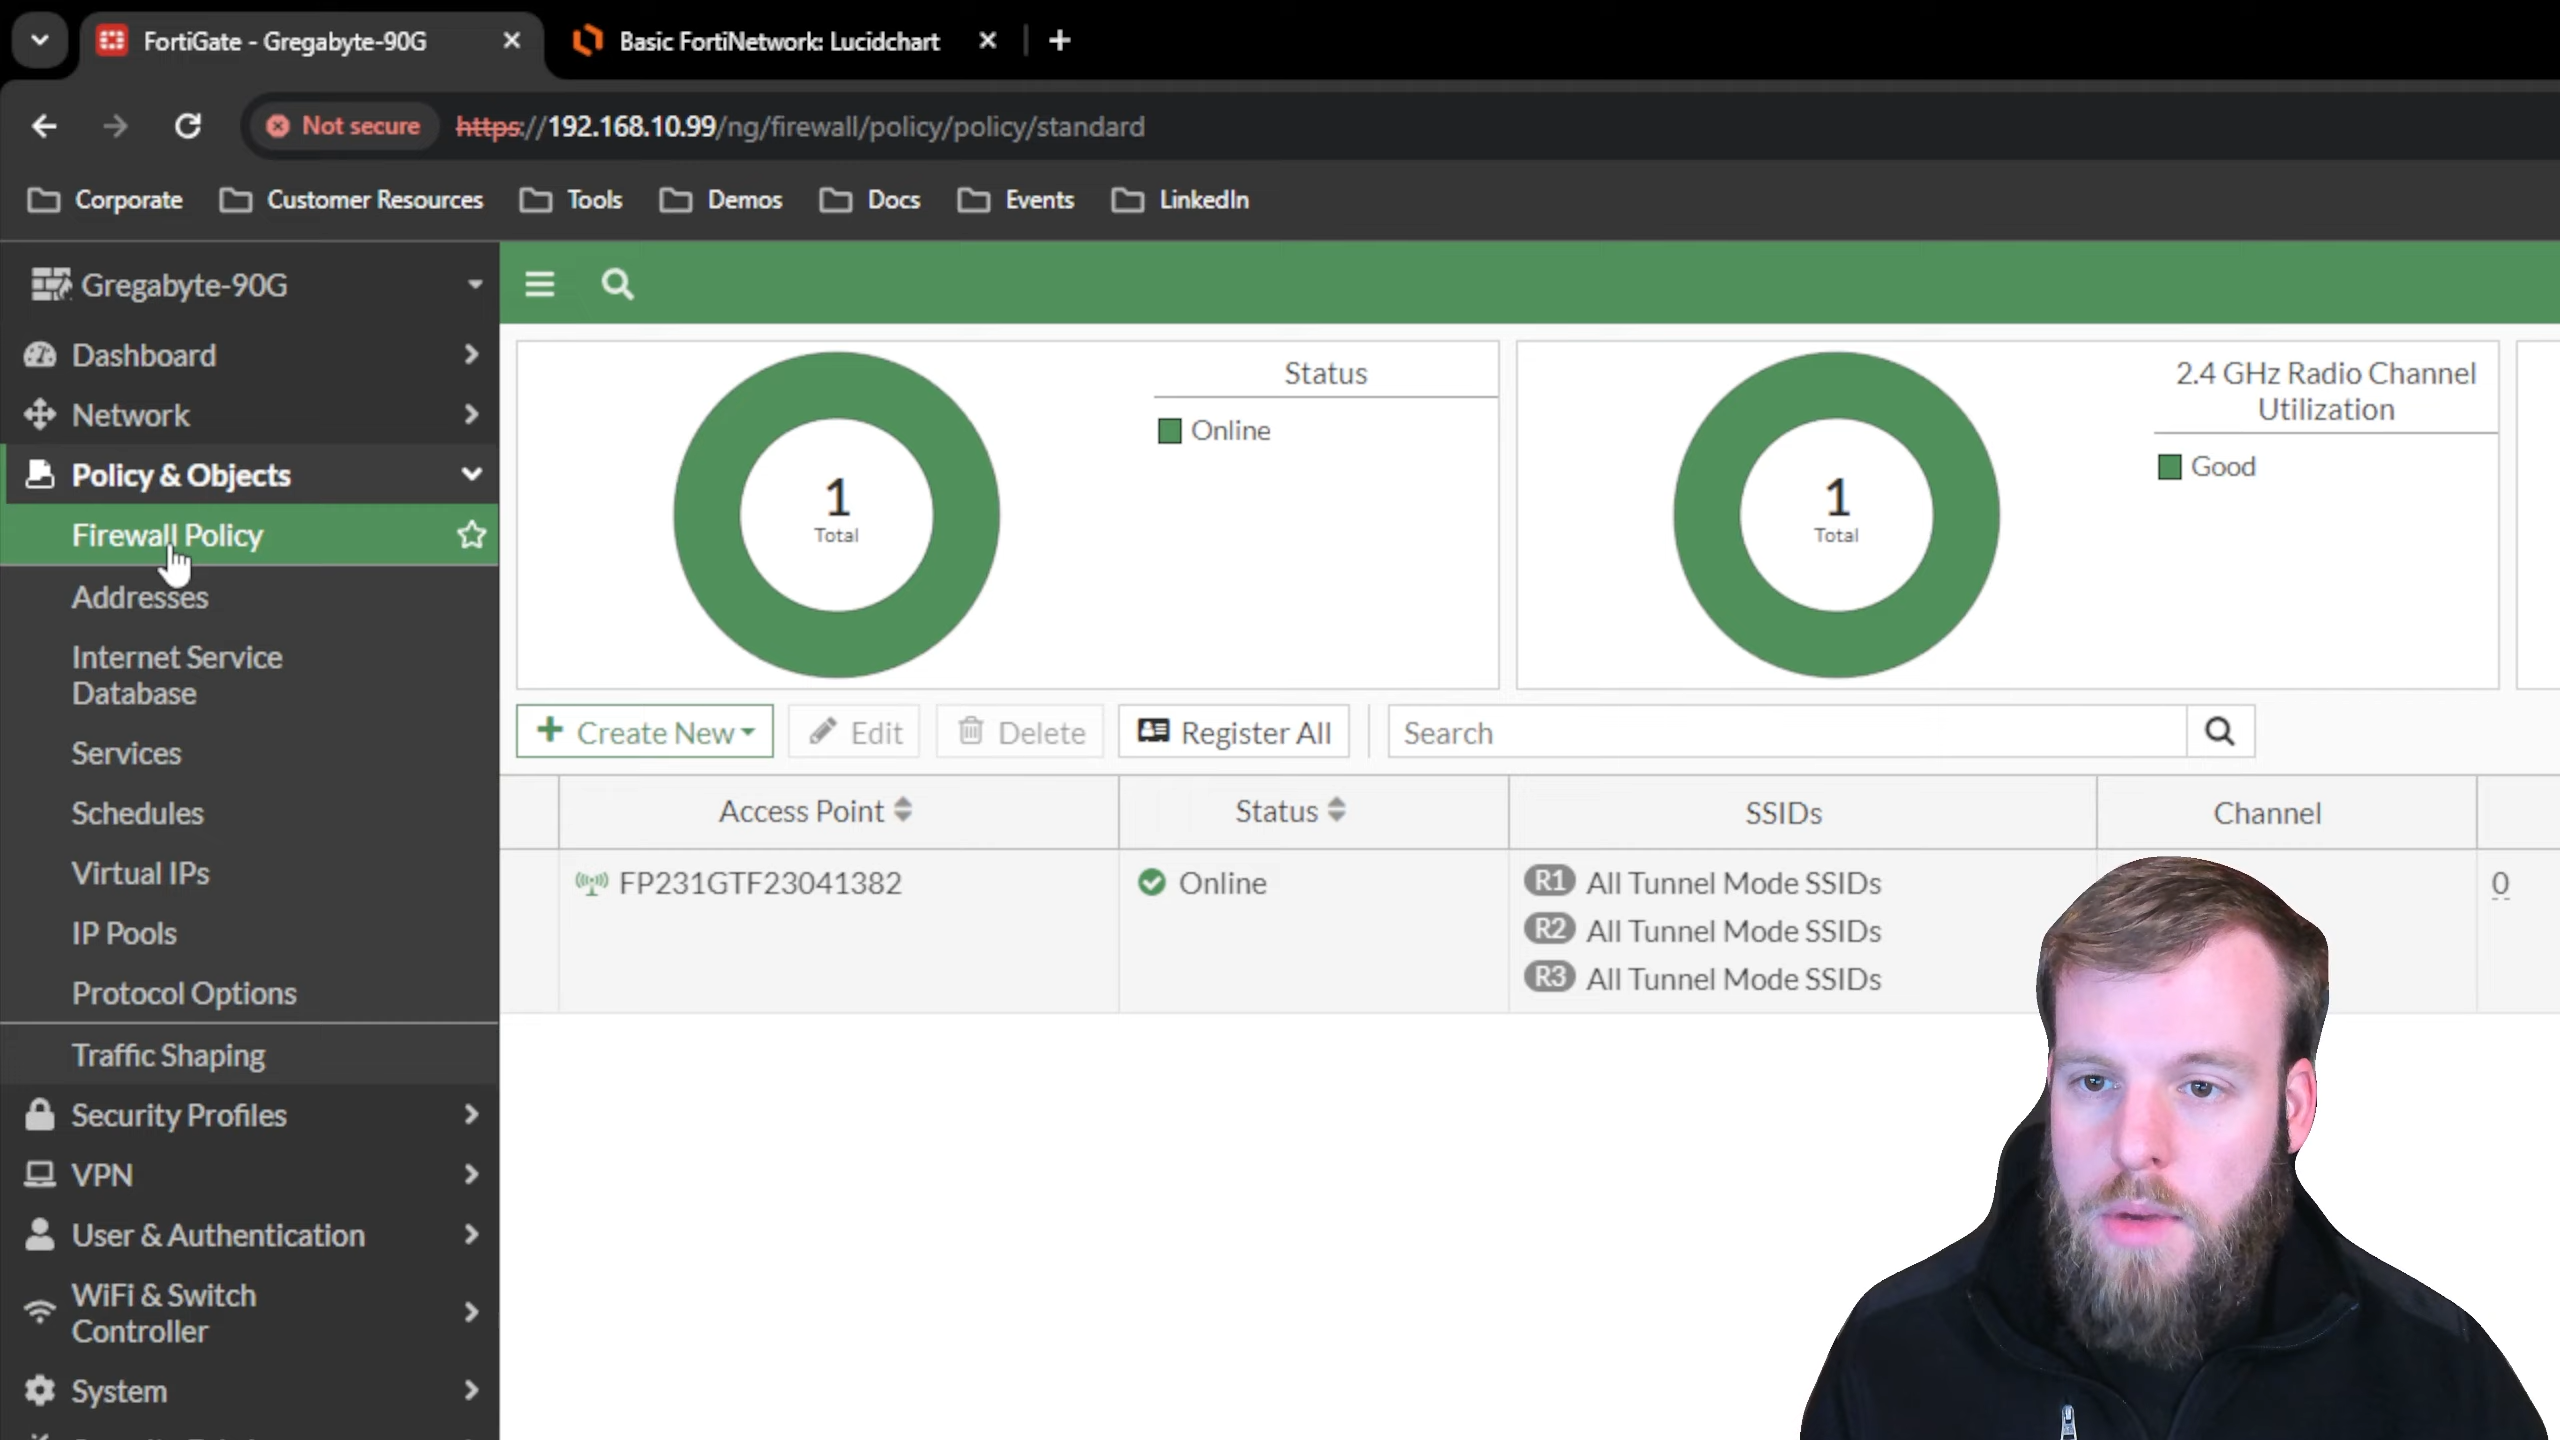 FortiGate - Gregabyte-90G
Basic FortiNetwork: Lucidchart
Not secure
https://192.168.10.99/ng/firewall/policy/policy/standard
Corporate
Customer Resources
Tools
Demos
Docs
Events
LinkedIn
Gregabyte-90G
Dashboard
Network
Policy & Objects
Firewall Policy
Addresses
Internet Service
Database
Services
Schedules
Virtual IPs
IP Pools
Protocol Options
Traffic Shaping
Security Profiles
VPN
User & Authentication
WiFi & Switch
Controller
System
1
Total
Status
Online
1
Total
2.4 GHz Radio Channel
Utilization
Good
Create New
Edit
Delete
Register All
Search
Access Point
Status
SSIDs
Channel
FP231GTF23041382
Online
R1 All Tunnel Mode SSIDs
R2 All Tunnel Mode SSIDs
R3 All Tunnel Mode SSIDs
0